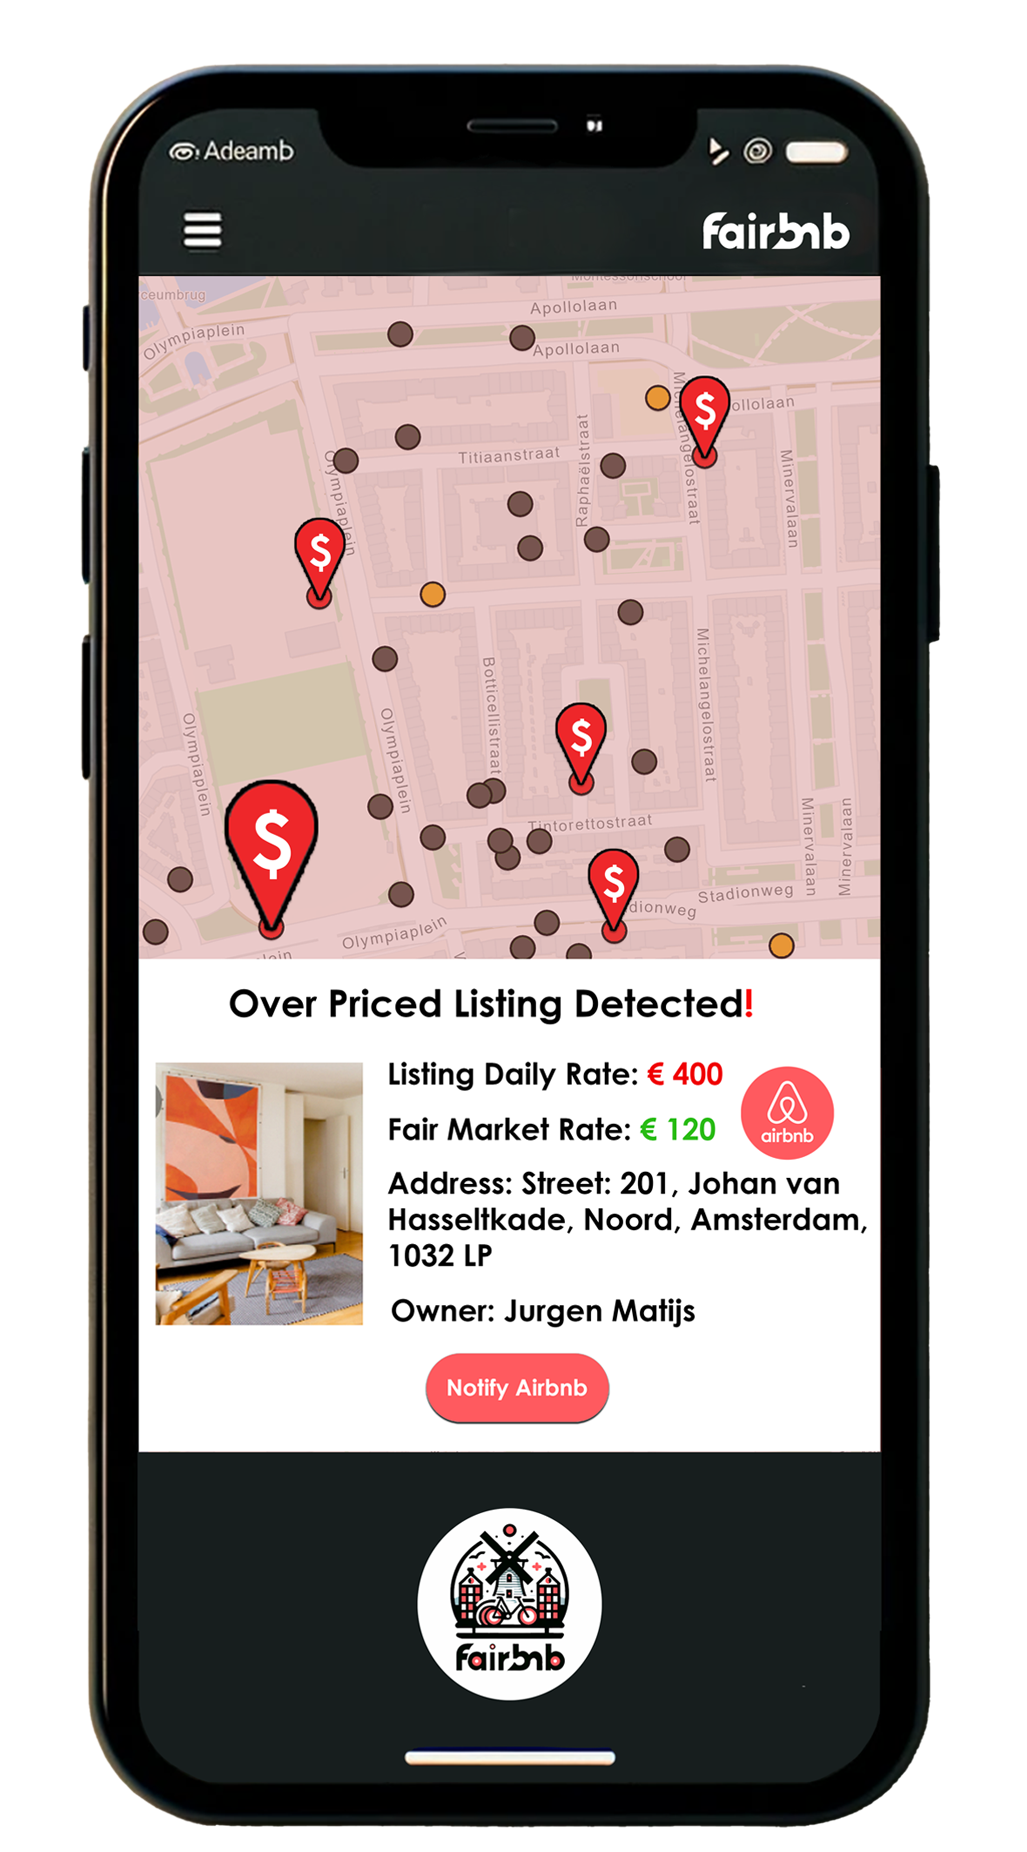 Adeamb
fairbnb
Montessorischool
ceumbrug
Olympiaplein
Apollolaan
Apollolaan
$
ollolaan
Michelangelostraat
Titiaanstraat
Raphaëlstraat
Olympiaplein
Minervalaan
$
Botticellistraat
Michelangelostraat
Olympiaplein
Olympiaplein
$
$
Tintorettostraat
Minervalaan
Minervalaan
$
Stadionweg
dionweg
Olympiaplein
lein
Over Priced Listing Detected!
Listing Daily Rate: € 400
Fair Market Rate: € 120
airbnb
Address: Street: 201, Johan van
Hasseltkade, Noord, Amsterdam,
1032 LP
Owner: Jurgen Matijs
Notify Airbnb
fairbnb